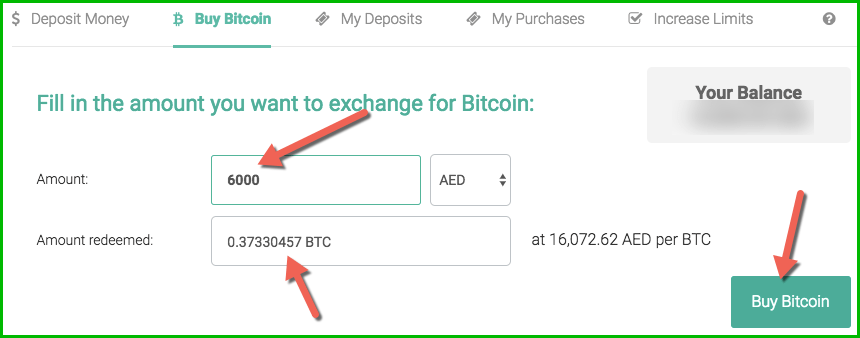 $ Deposit Money
Buy Bitcoin
My Deposits
My Purchases
Increase Limits
?
Fill in the amount you want to exchange for Bitcoin:
Your Balance
Amount:
6000
AED
Amount redeemed:
0.37330457 BTC
at 16,072.62 AED per BTC
Buy Bitcoin